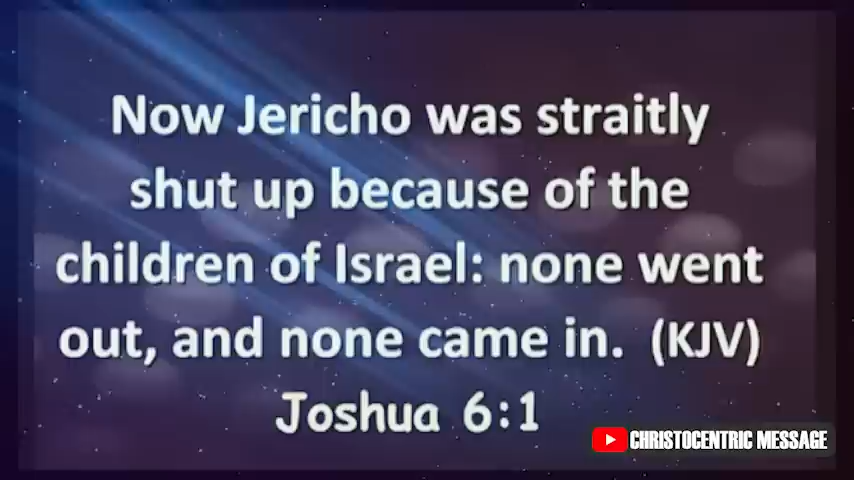 Now Jericho was straitly
shut up because of the
children of Israel: none went
out, and none came in. (KJV)
Joshua 6:1
CHRISTOCENTRIC MESSAGE